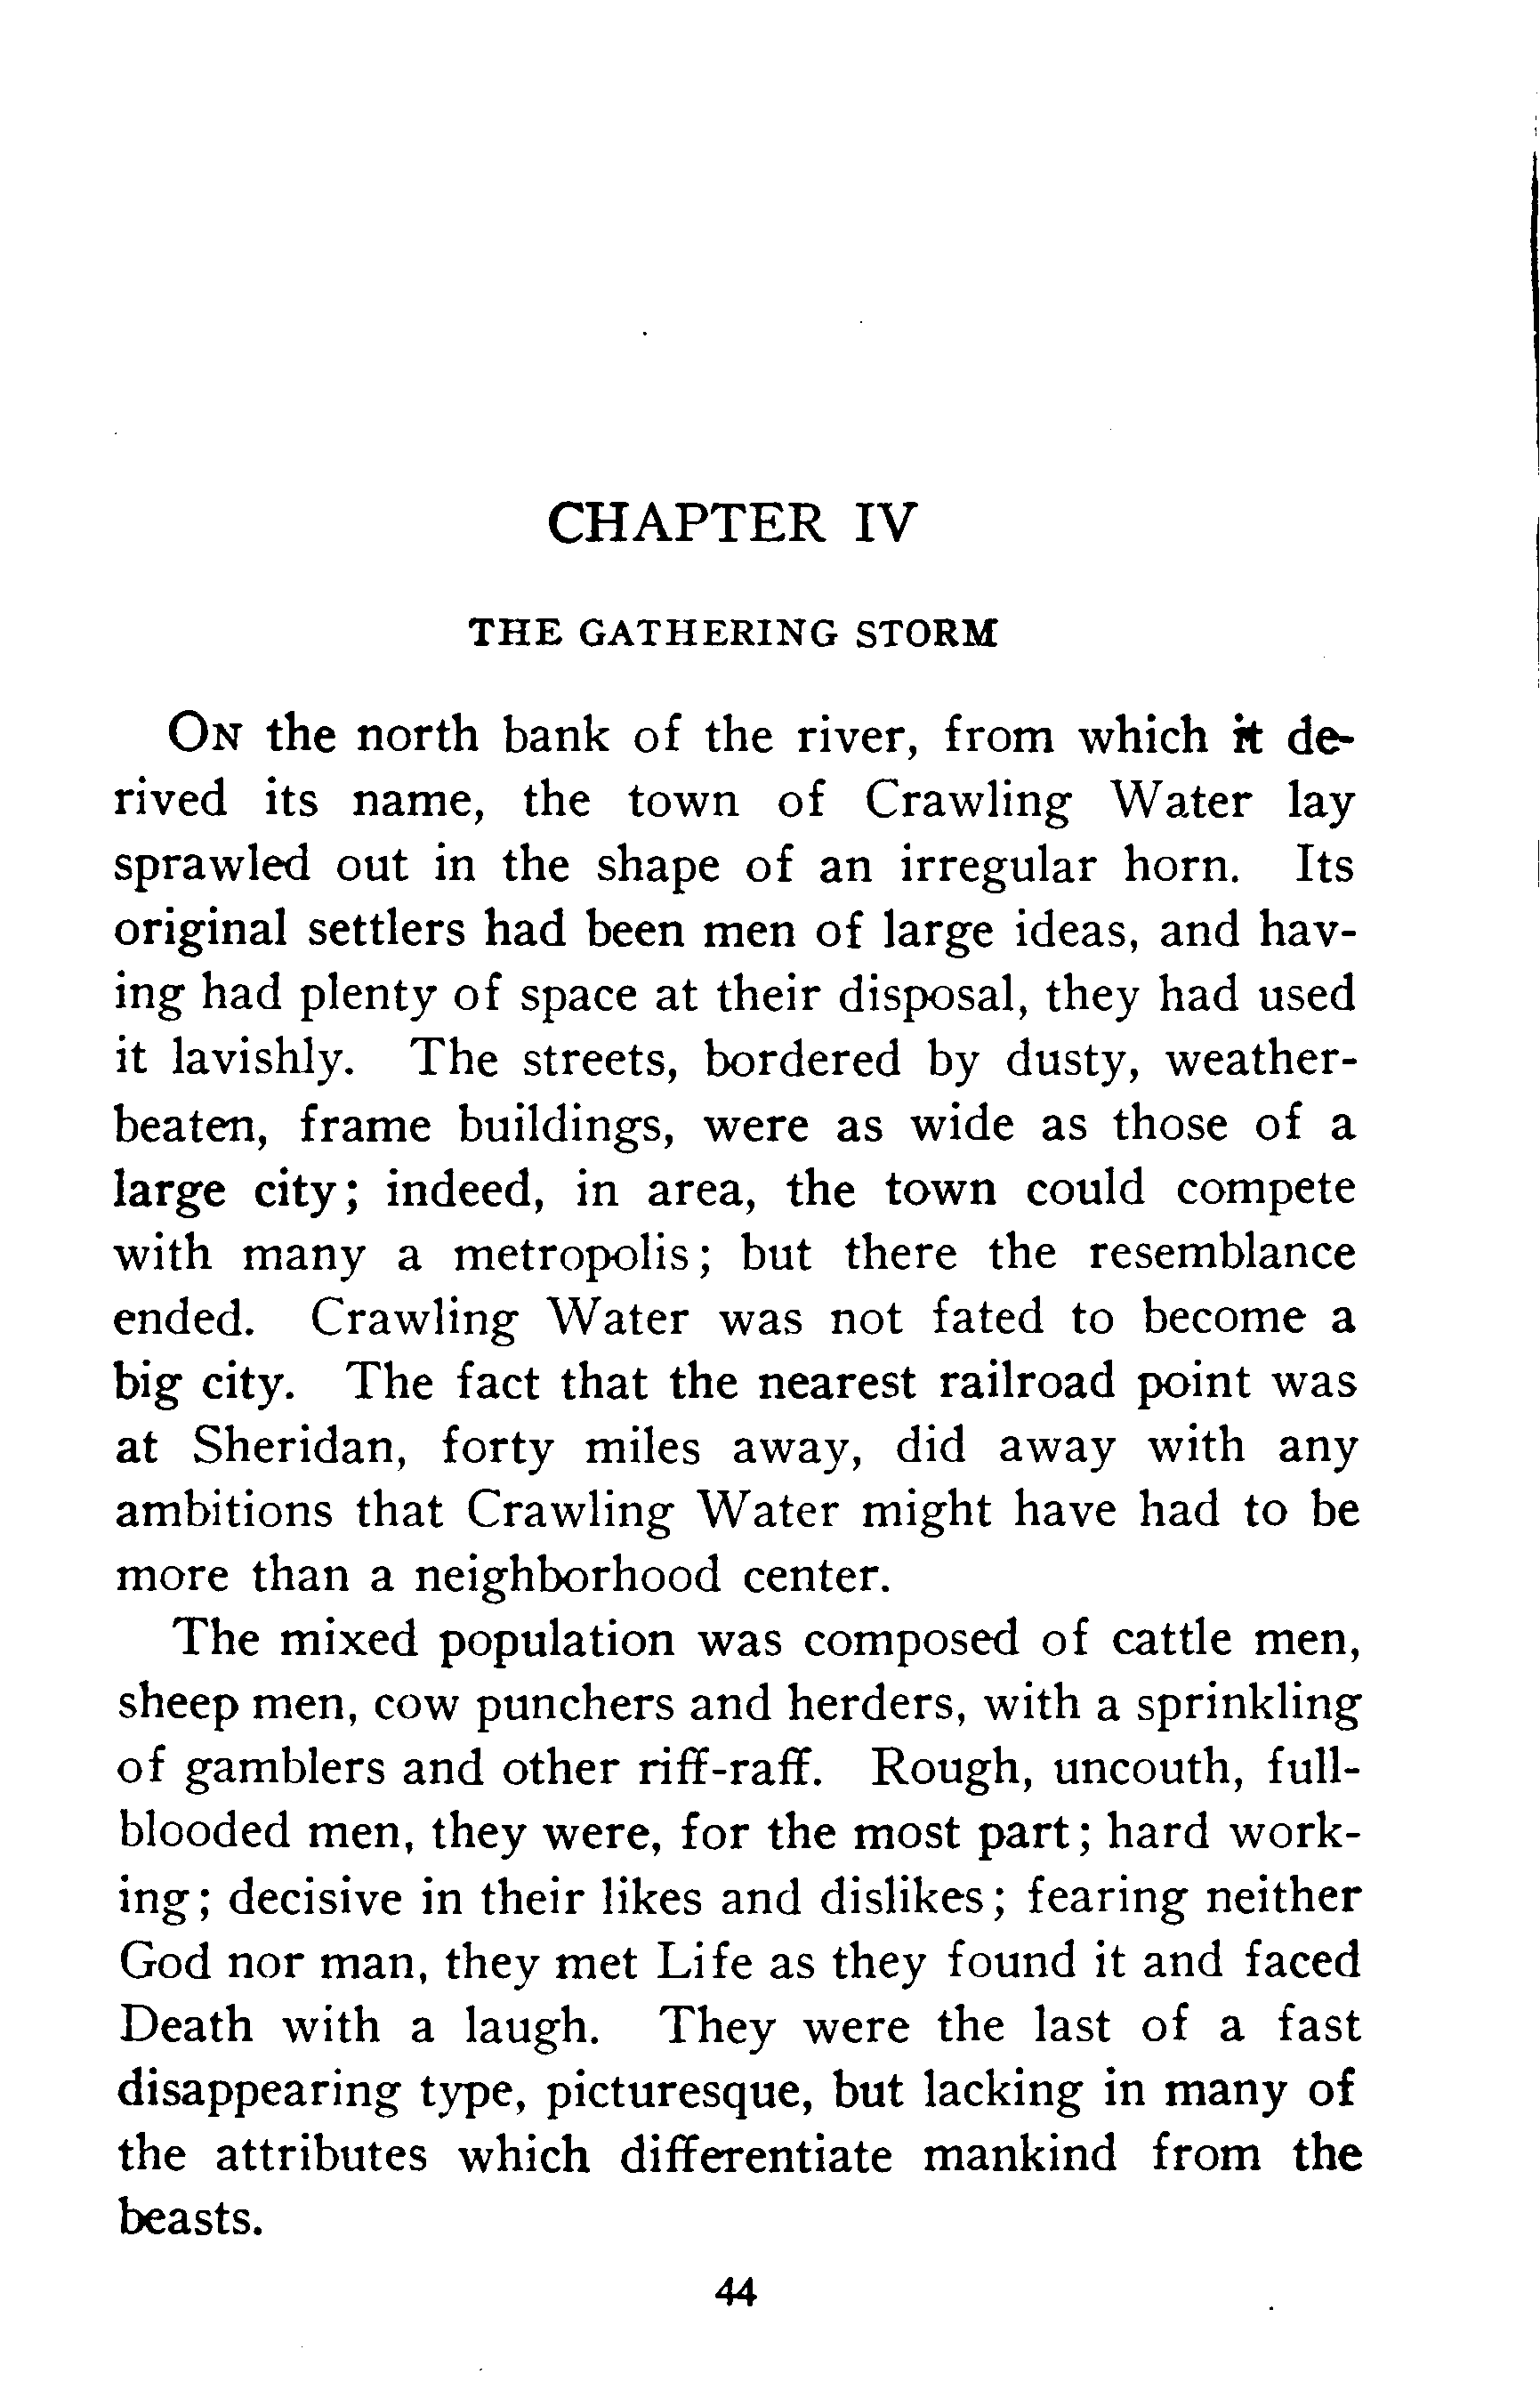 CHAPTER IV
THE GATHERING STORM
ON the north bank of the river, from which it de-
rived its name, the town of Crawling Water lay
sprawled out in the shape of an irregular horn. Its
original settlers had been men of large ideas, and hav-
ing had plenty of space at their disposal, they had used
it lavishly. The streets, bordered by dusty, weather-
beaten, frame buildings, were as wide as those of a
large city; indeed, in area, the town could compete
with many a metropolis; but there the resemblance
ended. Crawling Water was not fated to become a
big city. The fact that the nearest railroad point was
at Sheridan, forty miles away, did away with any
ambitions that Crawling Water might have had to be
more than a neighborhood center.
The mixed population was composed of cattle men,
sheep men, cow punchers and herders, with a sprinkling
of gamblers and other riff-raff. Rough, uncouth, full-
blooded men, they were, for the most part; hard work-
ing; decisive in their likes and dislikes; fearing neither
God nor man, they met Life as they found it and faced
Death with a laugh. They were the last of a fast
disappearing type, picturesque, but lacking in many of
the attributes which differentiate mankind from the
beasts.
44